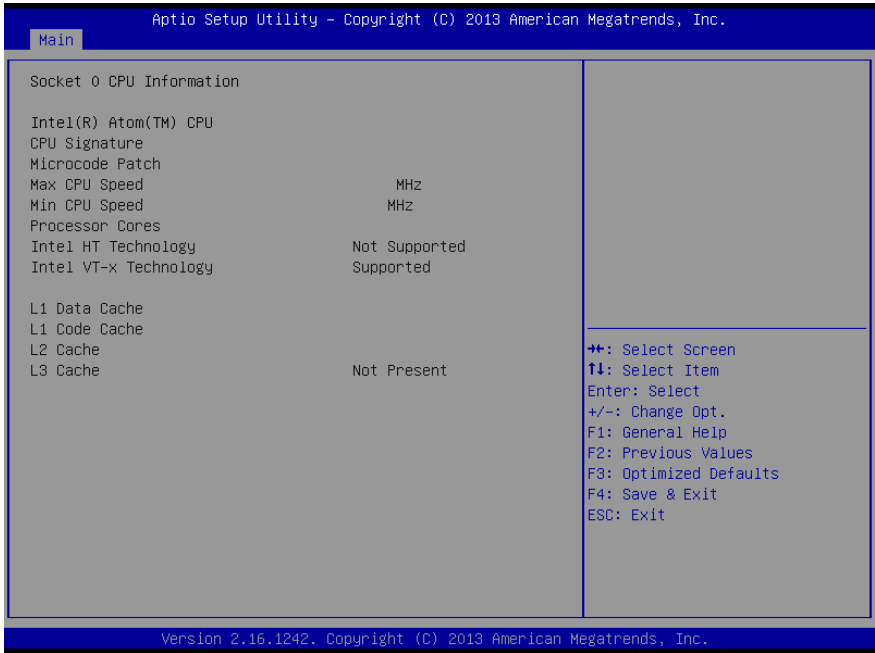 Aptio Setup Utility – Copyright (C) 2013 American Megatrends, Inc.
Main
Socket 0 CPU Information
Intel(R) Atom(TM) CPU
CPU Signature
Microcode Patch
Max CPU Speed MHz
Min CPU Speed MHz
Processor Cores
Intel HT Technology Not Supported
Intel VT-x Technology Supported
L1 Data Cache
L1 Code Cache
L2 Cache
L3 Cache Not Present
→←: Select Screen
↑↓: Select Item
Enter: Select
+/-: Change Opt.
F1: General Help
F2: Previous Values
F3: Optimized Defaults
F4: Save & Exit
ESC: Exit
Version 2.16.1242. Copyright (C) 2013 American Megatrends, Inc.